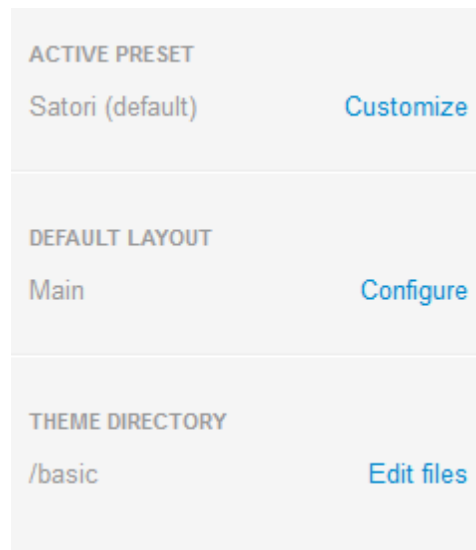 ACTIVE PRESET
Satori (default) Customize
DEFAULT LAYOUT
Main Configure
THEME DIRECTORY
/basic Edit files